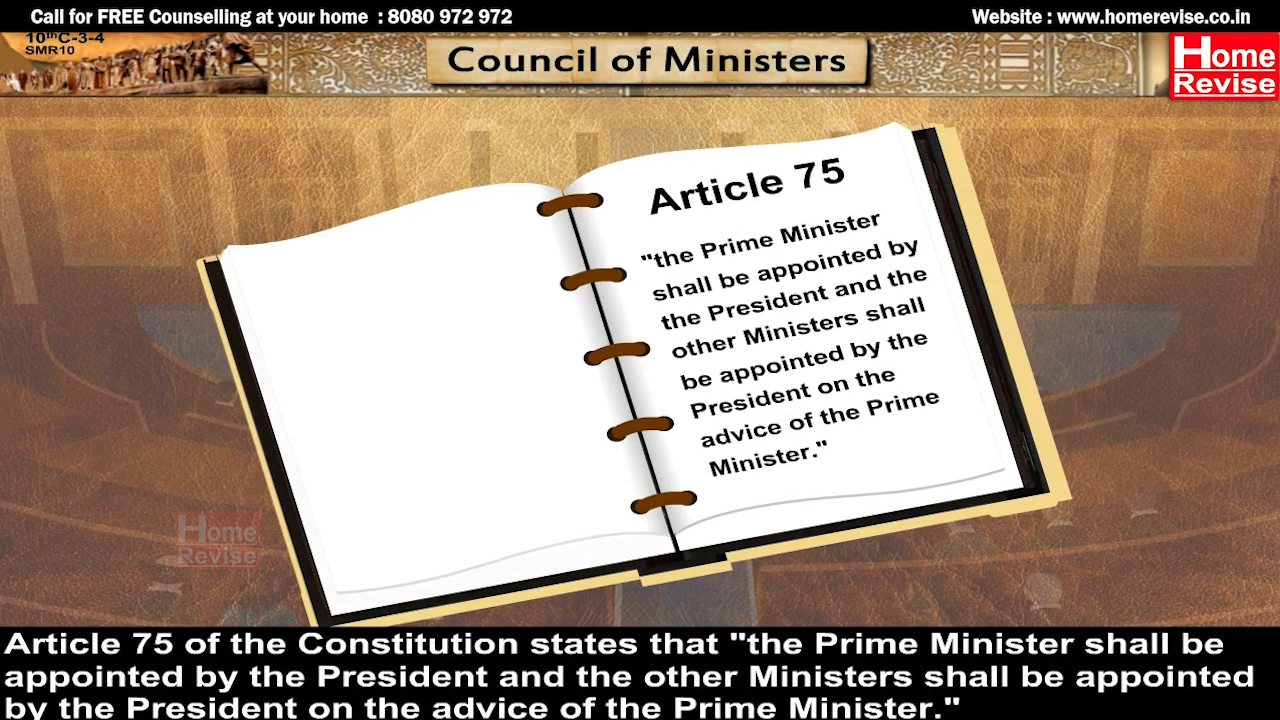 Call for FREE Counselling at your home : 8080 972 972
Website : www.homerevise.co.in
10thC-3-4
SMR10
Council of Ministers
Home
Revise
Article 75
"the Prime Minister
shall be appointed by
the President and the
other Ministers shall
be appointed by the
President on the
advice of the Prime
Minister."
Home
Revise
Article 75 of the Constitution states that "the Prime Minister shall be
appointed by the President and the other Ministers shall be appointed
by the President on the advice of the Prime Minister."